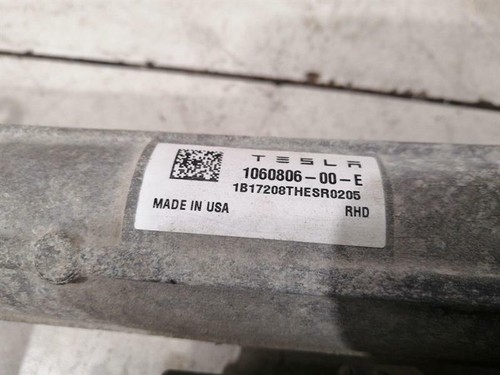 TESLA
1060806-00-E
1B17208THESR0205
MADE IN USA RHD